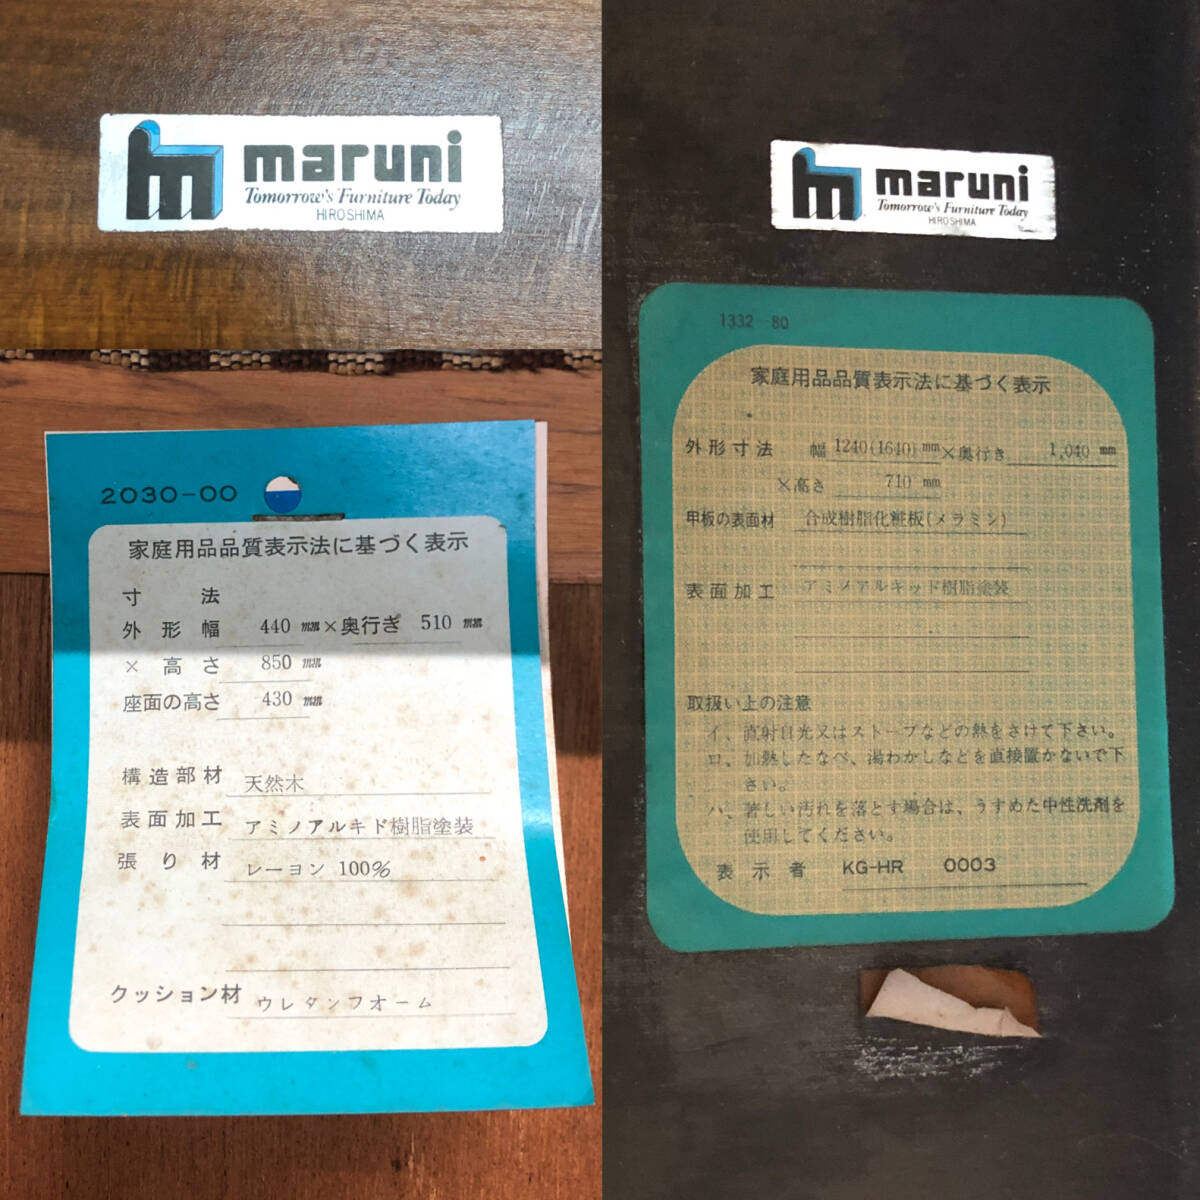 maruni
Tomorrow's Furniture Today
HIROSHIMA
2030-00
家庭用品品質表示法に基づく表示
寸 法
外形幅 440 mm × 奥行き 510 mm
× 高さ 850 mm
座面の高さ 430 mm
構造部材 天然木
表面加工 アミノアルキド樹脂塗装
張り材 レーヨン 100%
クッション材 ウレタンフオーム
maruni
Tomorrow's Furniture Today
HIROSHIMA
1332-80
家庭用品品質表示法に基づく表示
外形寸法 幅 1240(1640) mm × 奥行き 1,040 mm
× 高さ 710 mm
甲板の表面材 合成樹脂化粧板(メラミン)
表面加工 アミノアルキッド樹脂塗装
取扱い上の注意
イ、直射日光又はストーブなどの熱をさけて下さい。
ロ、加熱したなべ、湯わかしなどを直接置かないで下
さい。
ハ、著しい汚れを落とす場合は、うすめた中性洗剤を
使用してください。
表示者 KG-HR 0003